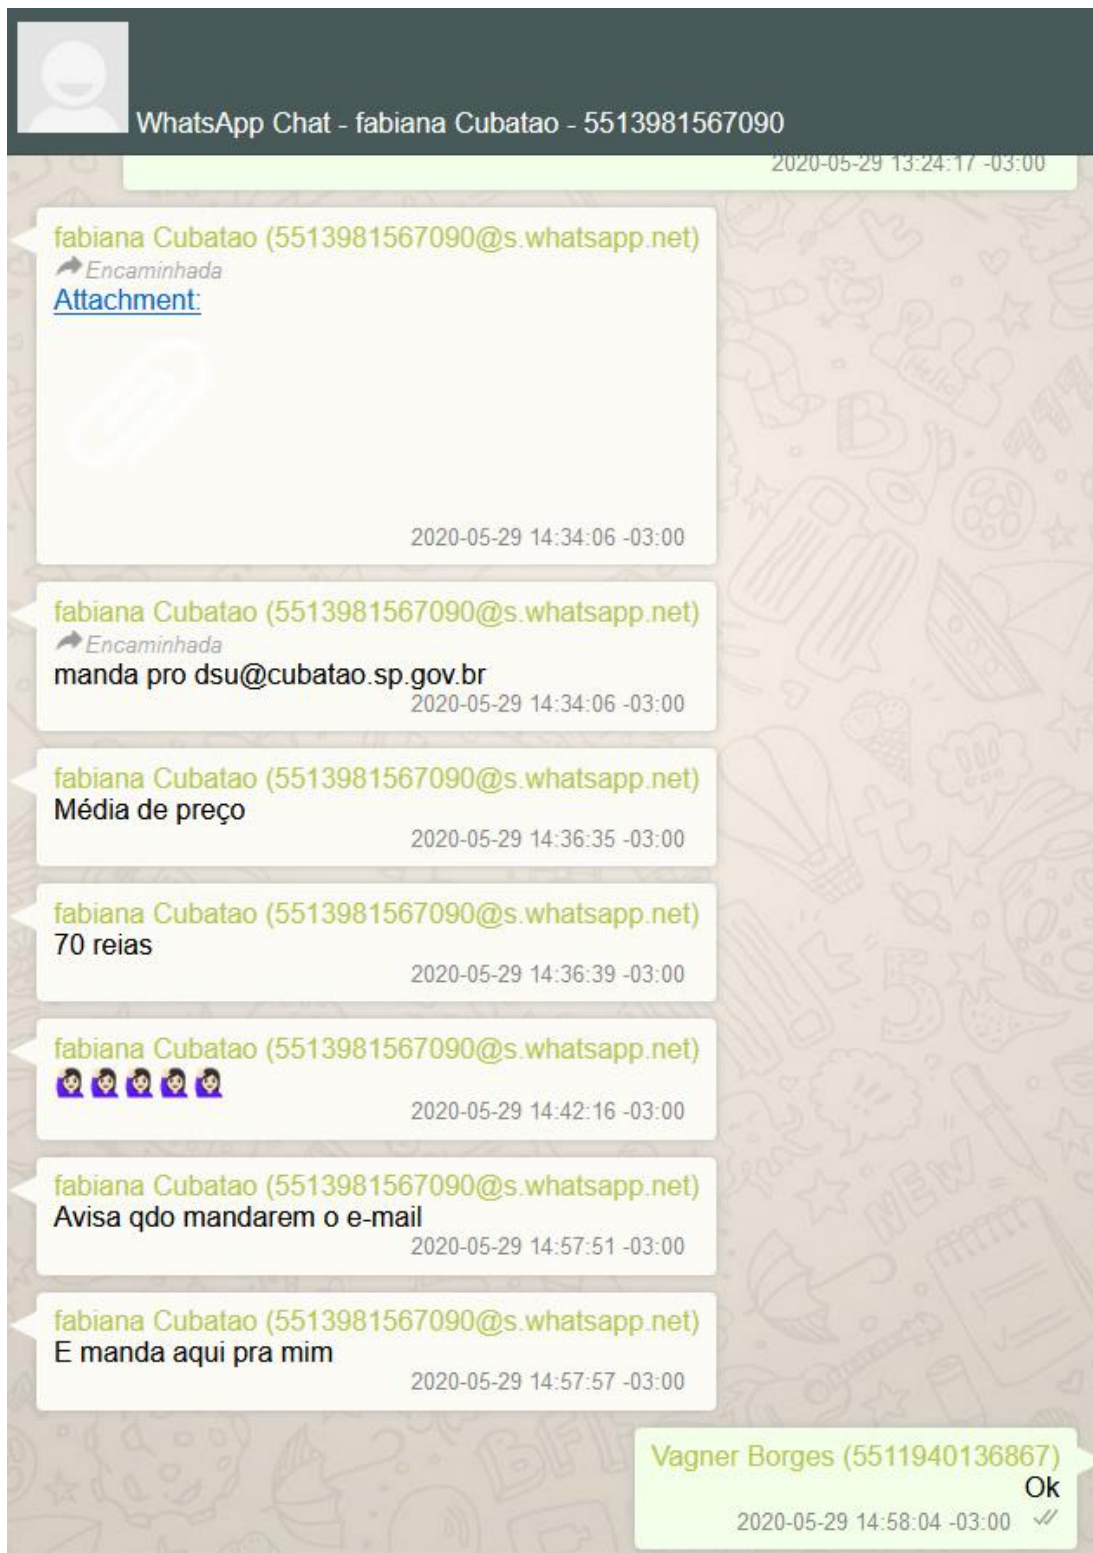 WhatsApp Chat - fabiana Cubatao - 5513981567090
2020-05-29 13:24:17 -03:00
fabiana Cubatao (5513981567090@s.whatsapp.net)
Encaminhada
Attachment:
2020-05-29 14:34:06 -03:00
fabiana Cubatao (5513981567090@s.whatsapp.net)
Encaminhada
manda pro dsu@cubatao.sp.gov.br
2020-05-29 14:34:06 -03:00
fabiana Cubatao (5513981567090@s.whatsapp.net)
Média de preço
2020-05-29 14:36:35 -03:00
fabiana Cubatao (5513981567090@s.whatsapp.net)
70 reias
2020-05-29 14:36:39 -03:00
fabiana Cubatao (5513981567090@s.whatsapp.net)
🙋🏻‍♀️🙋🏻‍♀️🙋🏻‍♀️🙋🏻‍♀️🙋🏻‍♀️
2020-05-29 14:42:16 -03:00
fabiana Cubatao (5513981567090@s.whatsapp.net)
Avisa qdo mandarem o e-mail
2020-05-29 14:57:51 -03:00
fabiana Cubatao (5513981567090@s.whatsapp.net)
E manda aqui pra mim
2020-05-29 14:57:57 -03:00
Vagner Borges (5511940136867)
Ok
2020-05-29 14:58:04 -03:00